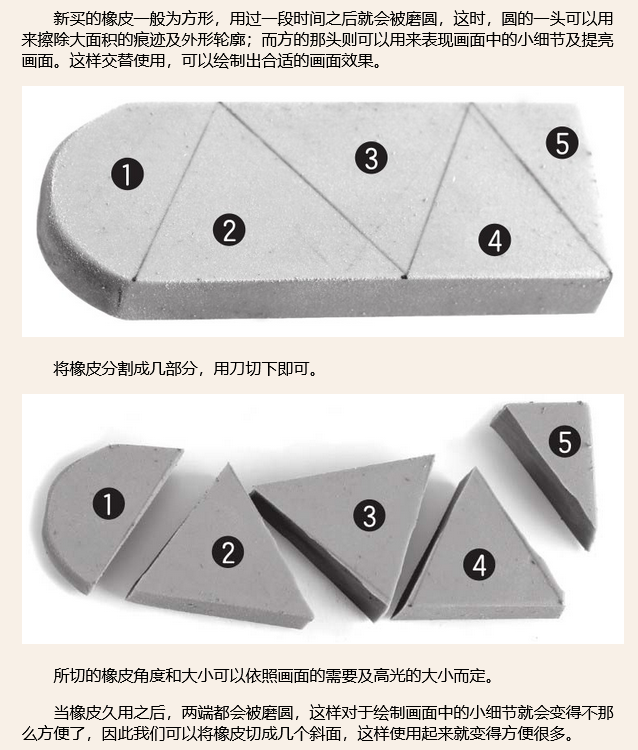 新买的橡皮一般为方形，用过一段时间之后就会被磨圆，这时，圆的一头可以用
来擦除大面积的痕迹及外形轮廓；而方的那头则可以用来表现画面中的小细节及提亮
画面。这样交替使用，可以绘制出合适的画面效果。
1
2
3
4
5
将橡皮分割成几部分，用刀切下即可。
1
2
3
4
5
所切的橡皮角度和大小可以依照画面的需要及高光的大小而定。
当橡皮久用之后，两端都会被磨圆，这样对于绘制画面中的小细节就会变得不那
么方便了，因此我们可以将橡皮切成几个斜面，这样使用起来就变得方便很多。